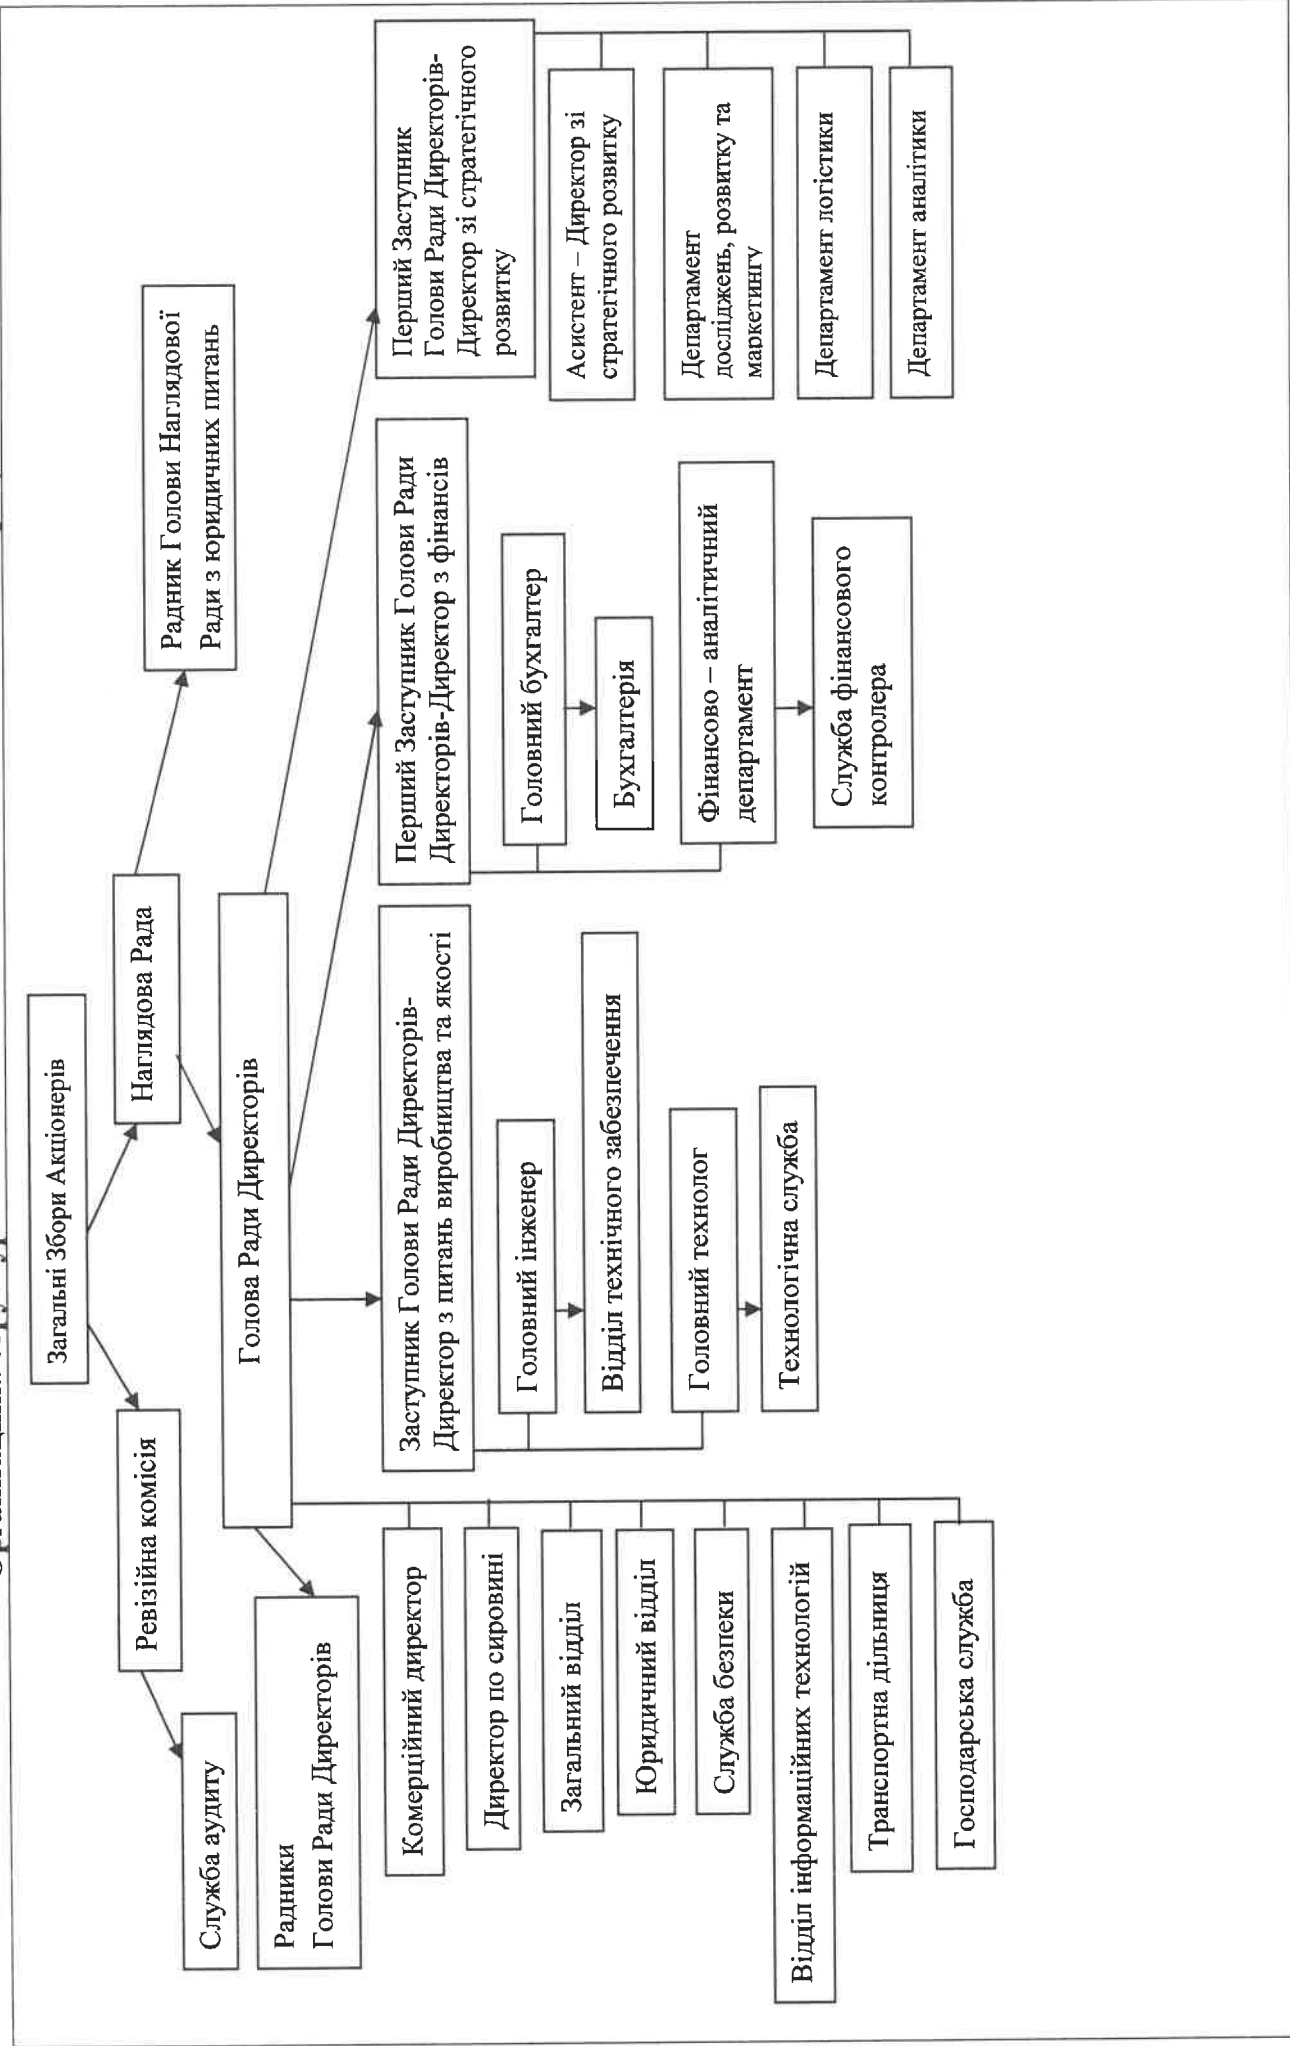 Загальні Збори Акціонерів
Ревізійна комісія
Наглядова Рада
Служба аудиту
Радник Голови Наглядової
Ради з юридичних питань
Голова Ради Директорів
Радники
Голови Ради Директорів
Комерційний директор
Директор по сировині
Загальний відділ
Юридичний відділ
Служба безпеки
Відділ інформаційних технологій
Транспортна дільниця
Господарська служба
Заступник Голови Ради Директорів-
Директор з питань виробництва та якості
Головний інженер
Відділ технічного забезпечення
Головний технолог
Технологічна служба
Перший Заступник Голови Ради
Директорів-Директор з фінансів
Головний бухгалтер
Бухгалтерія
Фінансово – аналітичний
департамент
Служба фінансового
контролера
Перший Заступник
Голови Ради Директорів-
Директор зі стратегічного
розвитку
Асистент – Директор зі
стратегічного розвитку
Департамент
досліджень, розвитку та
маркетингу
Департамент логістики
Департамент аналітики